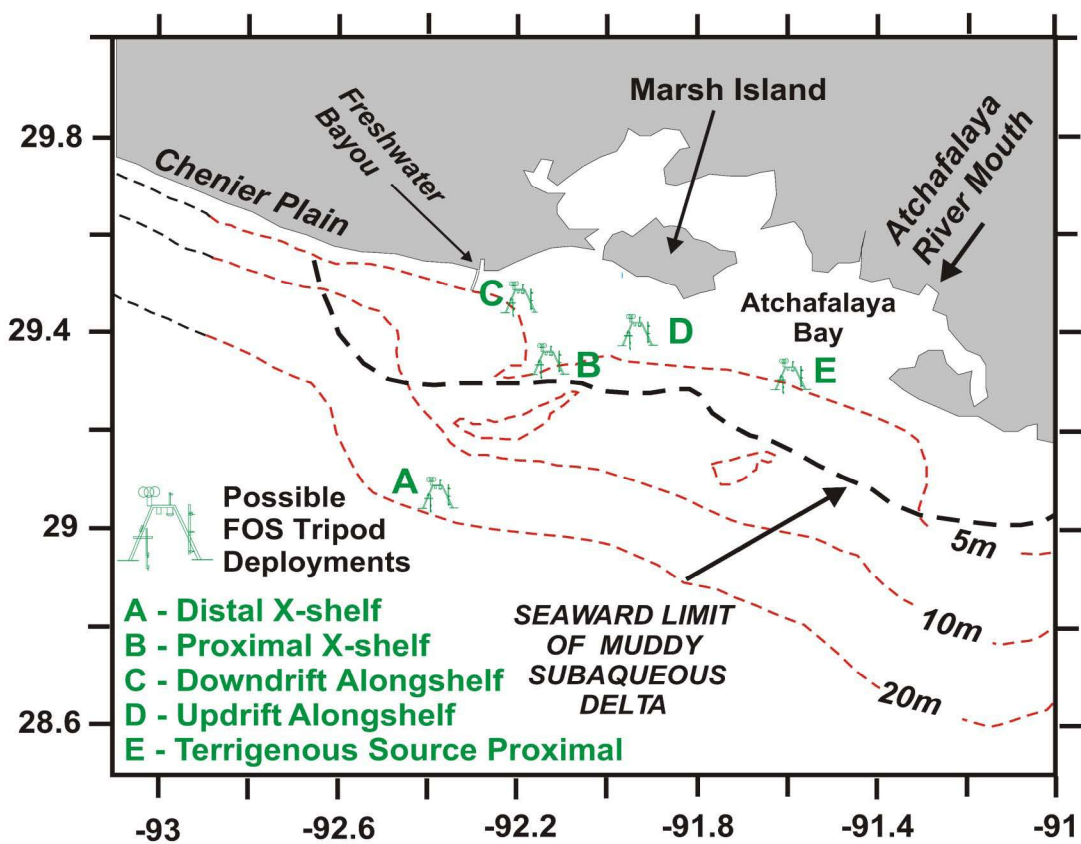 Marsh Island
Freshwater
Bayou
Atchafalaya
River Mouth
Chenier Plain
29.8
29.4
29
28.6
C
D
B
E
A
Atchafalaya
Bay
Possible
FOS Tripod
Deployments
5m
10m
20m
SEAWARD LIMIT
OF MUDDY
SUBAQUEOUS
DELTA
A - Distal X-shelf
B - Proximal X-shelf
C - Downdrift Alongshelf
D - Updrift Alongshelf
E - Terrigenous Source Proximal
-93
-92.6
-92.2
-91.8
-91.4
-91